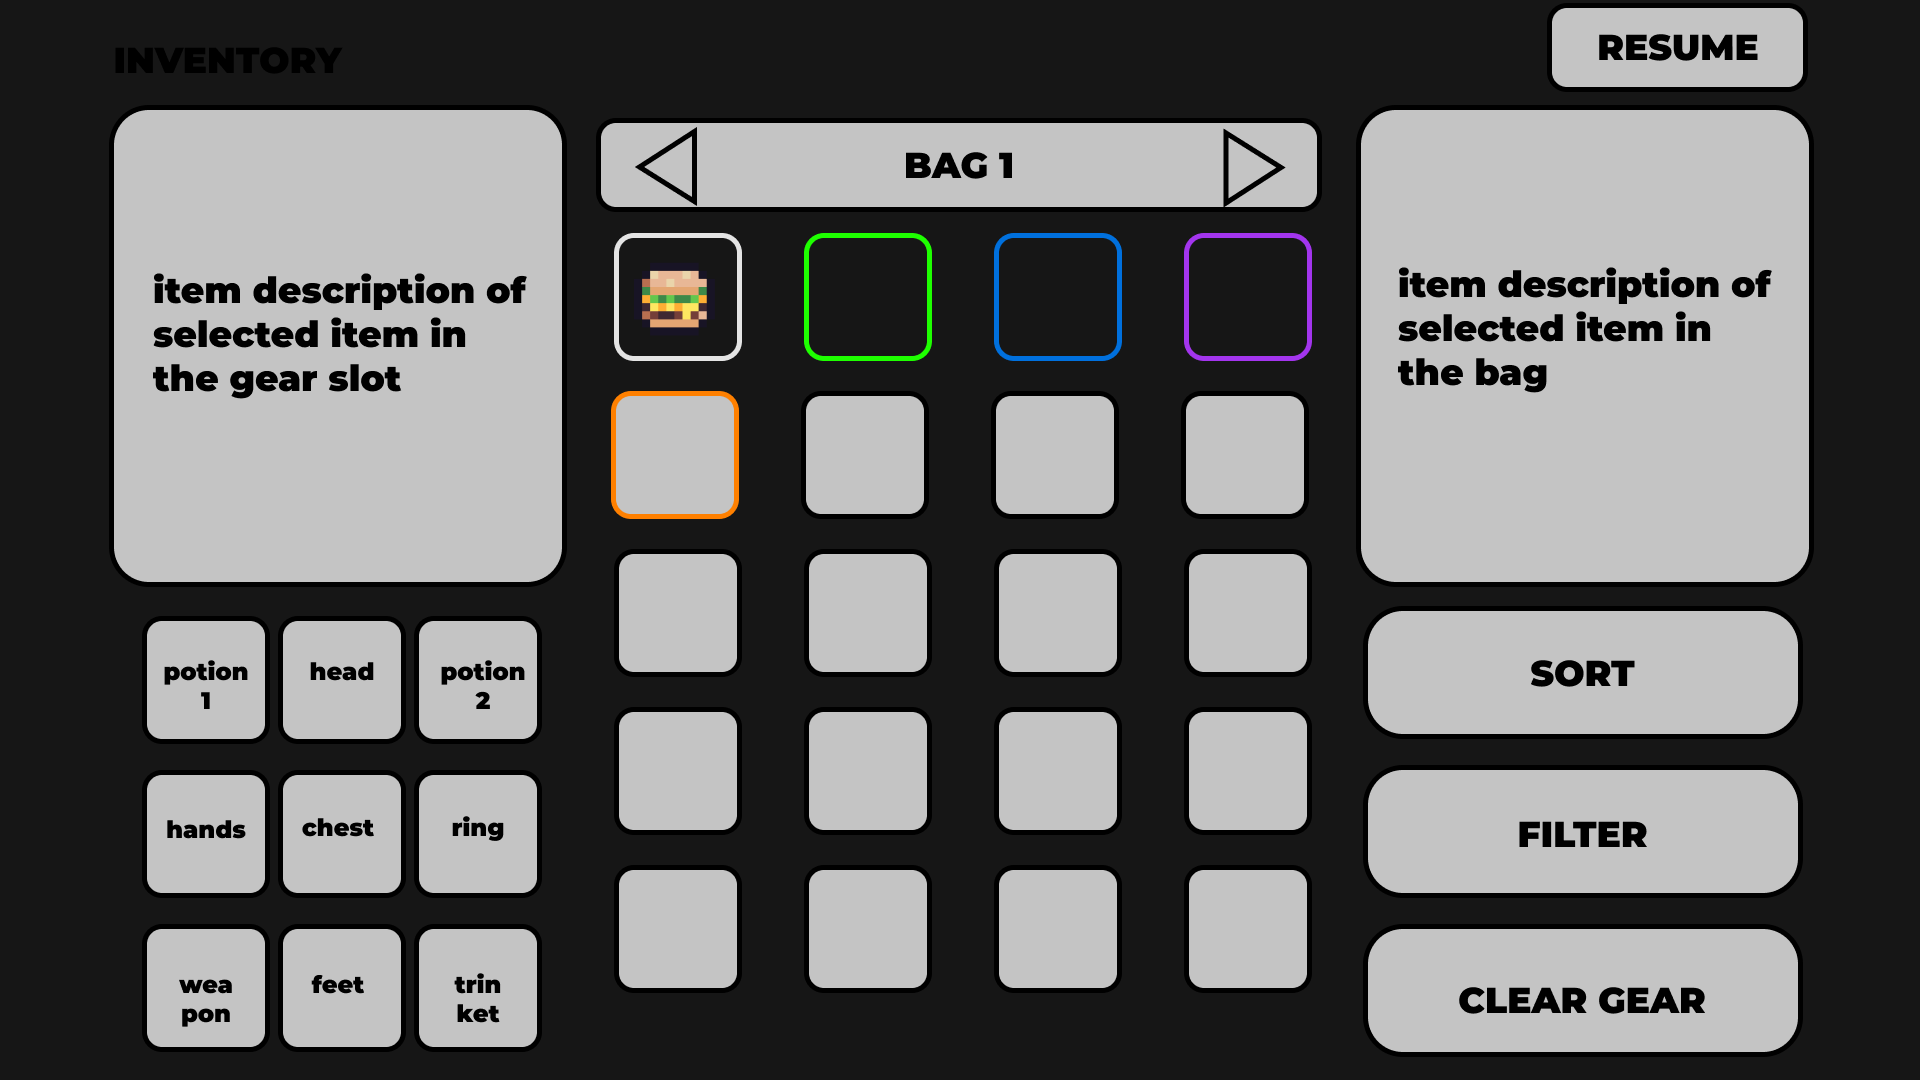 INVENTORY
RESUME
BAG 1
item description of
selected item in
the gear slot
item description of
selected item in
the bag
potion
1
head
potion
2
hands
chest
ring
wea
pon
feet
trin
ket
SORT
FILTER
CLEAR GEAR